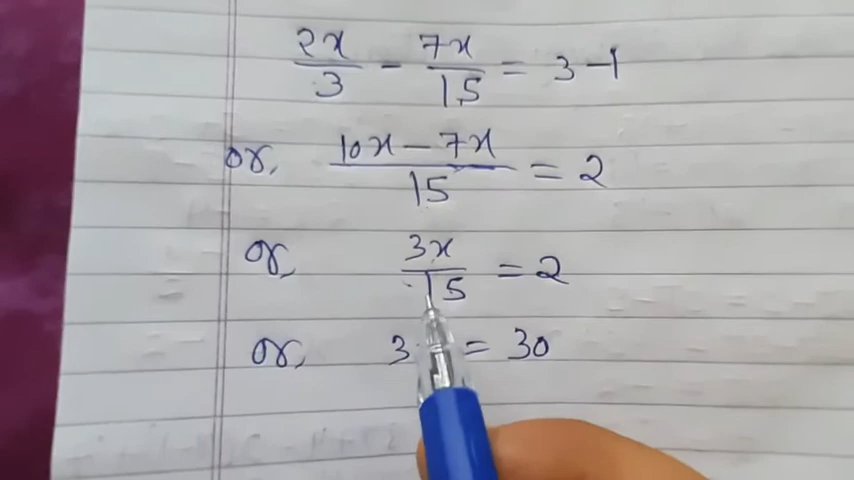 2x/3 - 7x/15 = 3-1
or, 10x-7x/15 = 2
or, 3x/15 = 2
or, 3 = 30